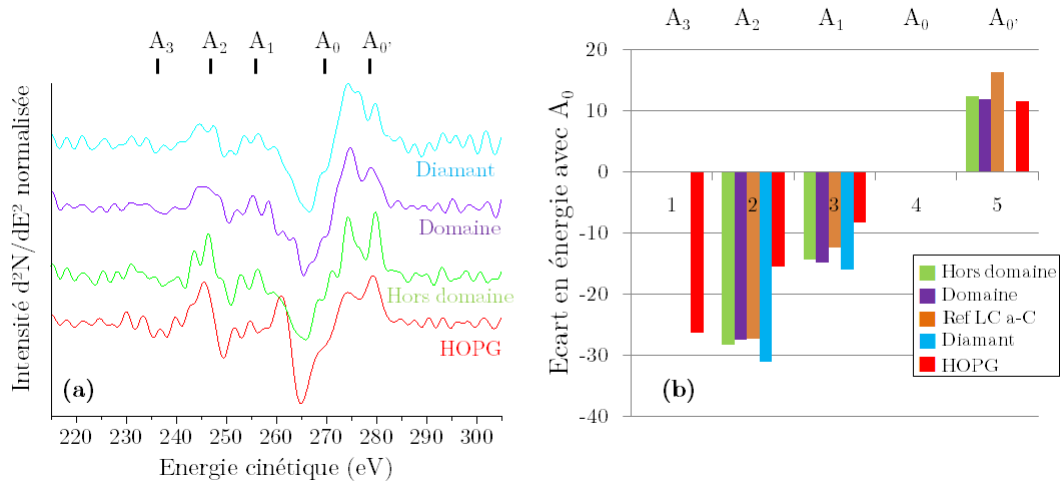 A3 A2 A1 A0 A0'
Intensité d²N/dE² normalisée
Diamant
Domaine
Hors domaine
HOPG
(a)
220 230 240 250 260 270 280 290 300
Energie cinétique (eV)
A3 A2 A1 A0 A0'
Ecart en énergie avec A0
20
10
0
-10
-20
-30
-40
1 2 3 4 5
Hors domaine
Domaine
Ref LC a-C
Diamant
HOPG
(b)